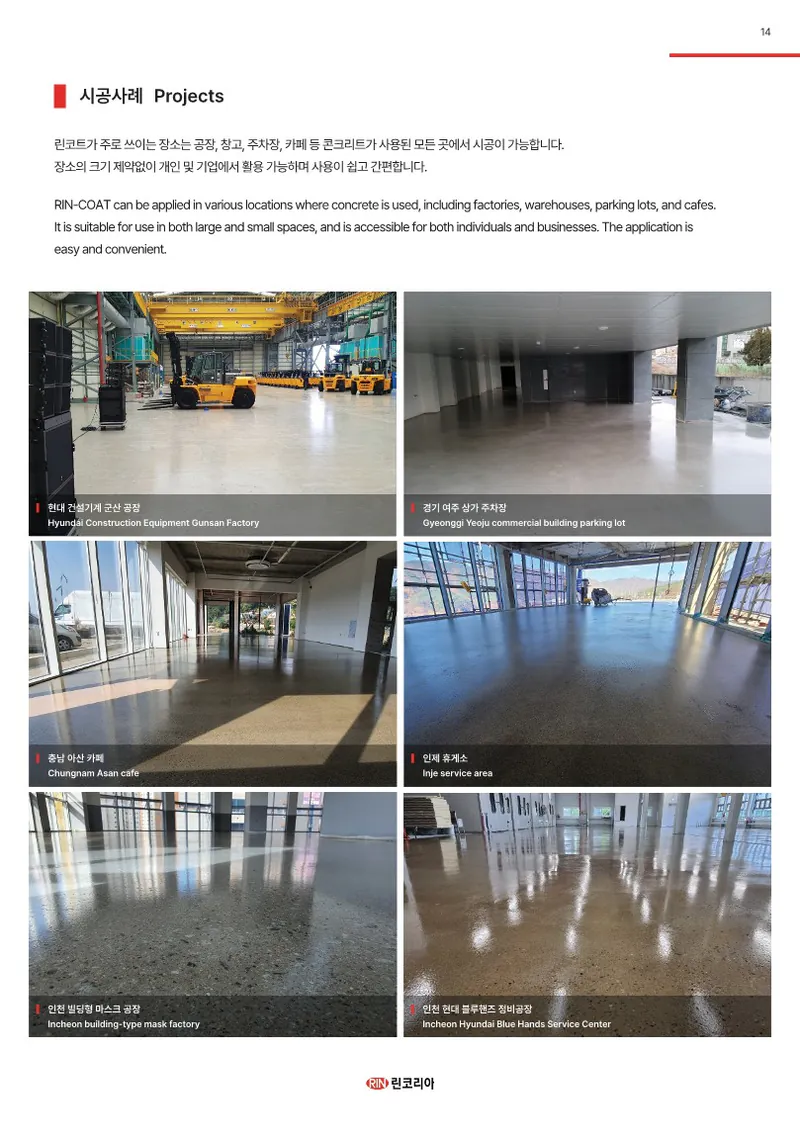 14
시공사례 Projects
린코트가 주로 쓰이는 장소는 공장, 창고, 주차장, 카페 등 콘크리트가 사용된 모든 곳에서 시공이 가능합니다.
장소의 크기 제약없이 개인 및 기업에서 활용 가능하며 사용이 쉽고 간편합니다.
RIN-COAT can be applied in various locations where concrete is used, including factories, warehouses, parking lots, and cafes.
It is suitable for use in both large and small spaces, and is accessible for both individuals and businesses. The application is
easy and convenient.
현대 건설기계 군산 공장
Hyundai Construction Equipment Gunsan Factory
경기 여주 상가 주차장
Gyeonggi Yeoju commercial building parking lot
충남 아산 카페
Chungnam Asan cafe
인제 휴게소
Inje service area
인천 빌딩형 마스크 공장
Incheon building-type mask factory
인천 현대 블루핸즈 정비공장
Incheon Hyundai Blue Hands Service Center
RIN 린코리아